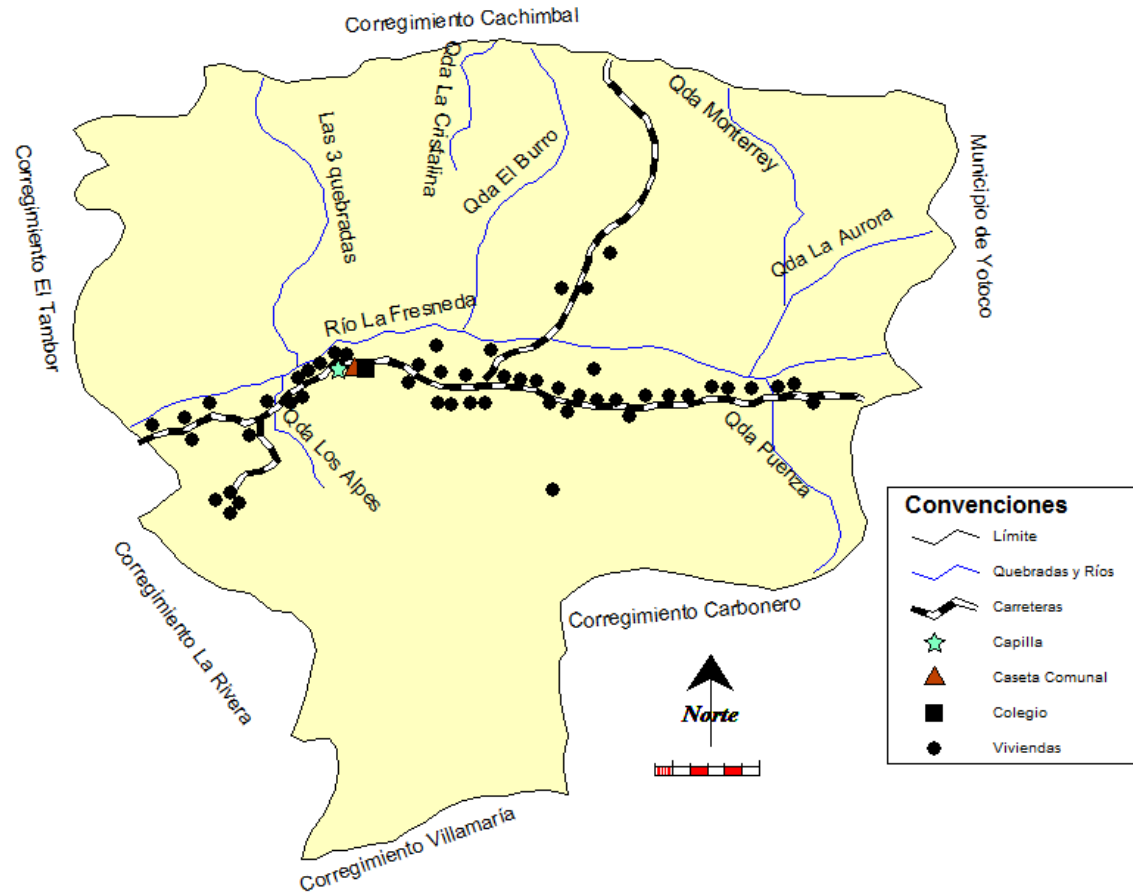 Corregimiento Cachimbal
Qda La Cristalina
Qda Monterrey
Las 3 quebradas
Qda El Burro
Municipio de Yotoco
Corregimiento El Tambor
Qda La Aurora
Río La Fresneda
Qda Los Alpes
Qda Puenza
Corregimiento La Rivera
Corregimiento Carbonero
Norte
Corregimiento Villamaría
Convenciones
Límite
Quebradas y Ríos
Carreteras
Capilla
Caseta Comunal
Colegio
Viviendas